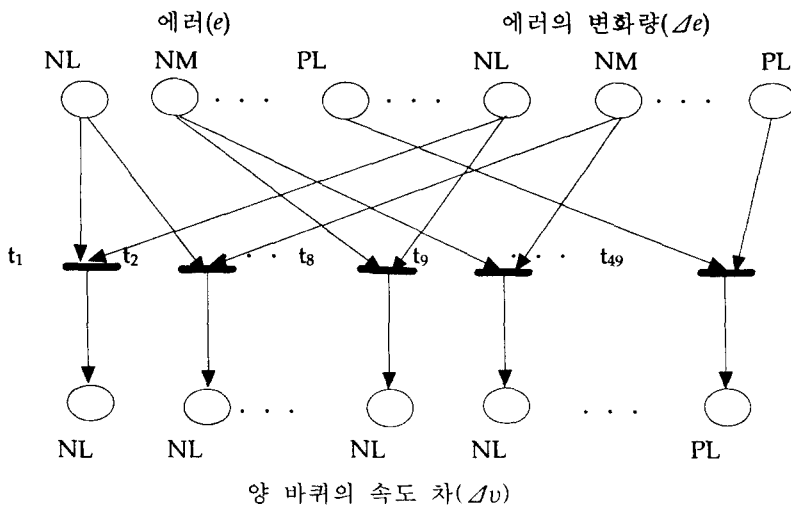 에러(e) 에러의 변화량(Δe)
NL NM PL NL NM PL
t1 t2 t8 t9 t49
NL NL NL NL PL
양 바퀴의 속도 차(Δυ)